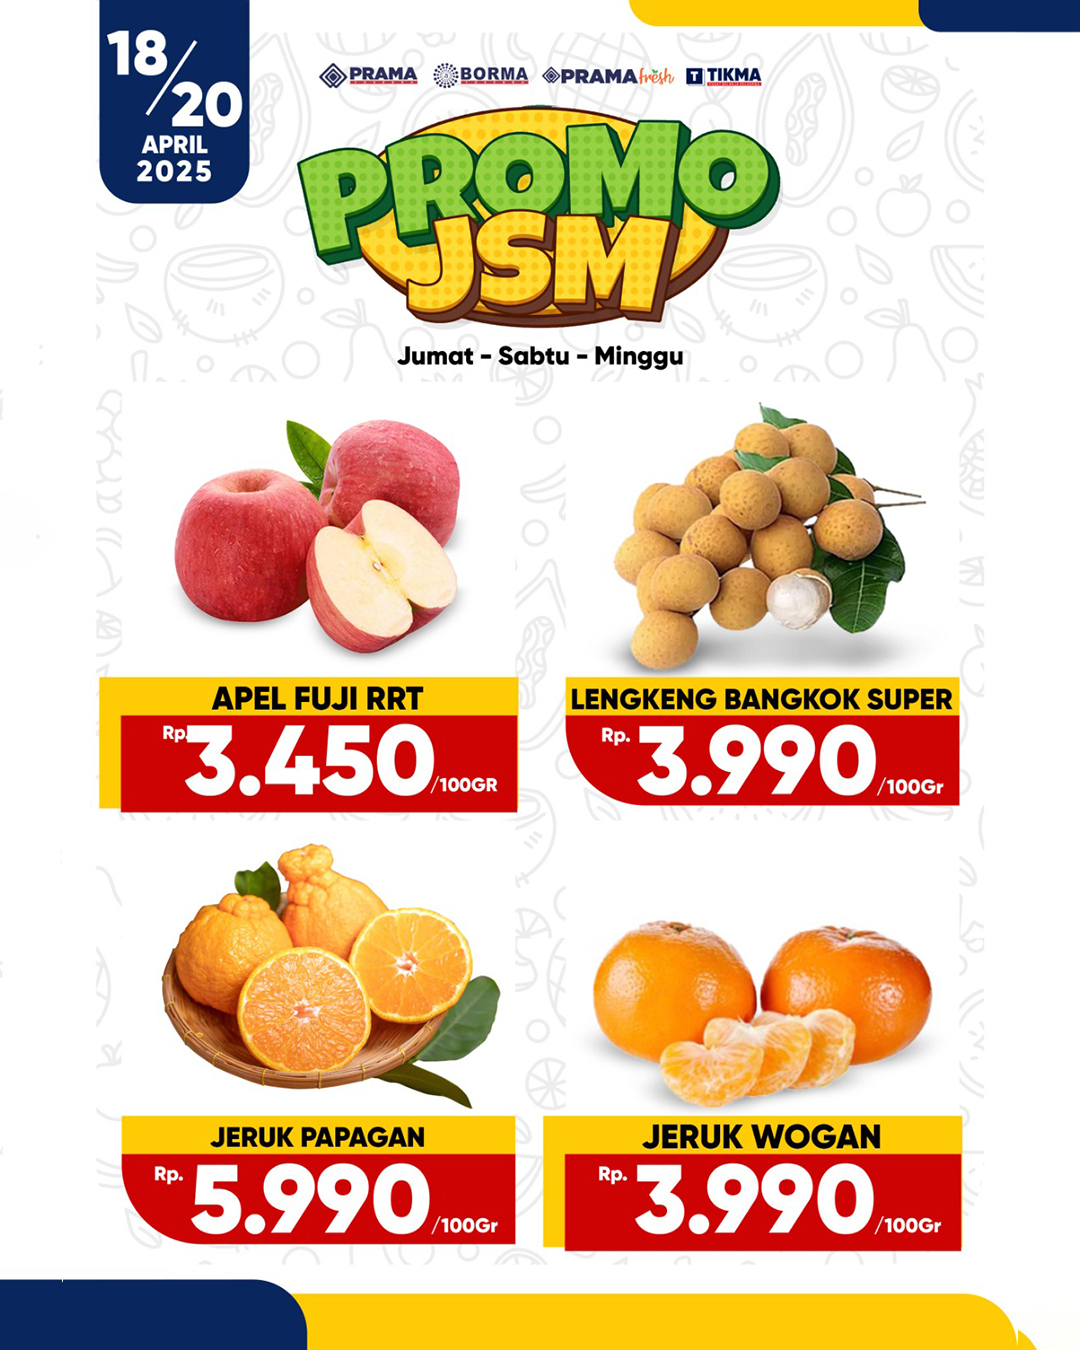 18/20
APRIL
2025
PRAMA BORMA PRAMA fresh TIKMA
PROMO
JSM
Jumat - Sabtu - Minggu
APEL FUJI RRT
Rp. 3.450 /100GR
LENGKENG BANGKOK SUPER
Rp. 3.990 /100Gr
JERUK PAPAGAN
Rp. 5.990 /100Gr
JERUK WOGAN
Rp. 3.990 /100Gr